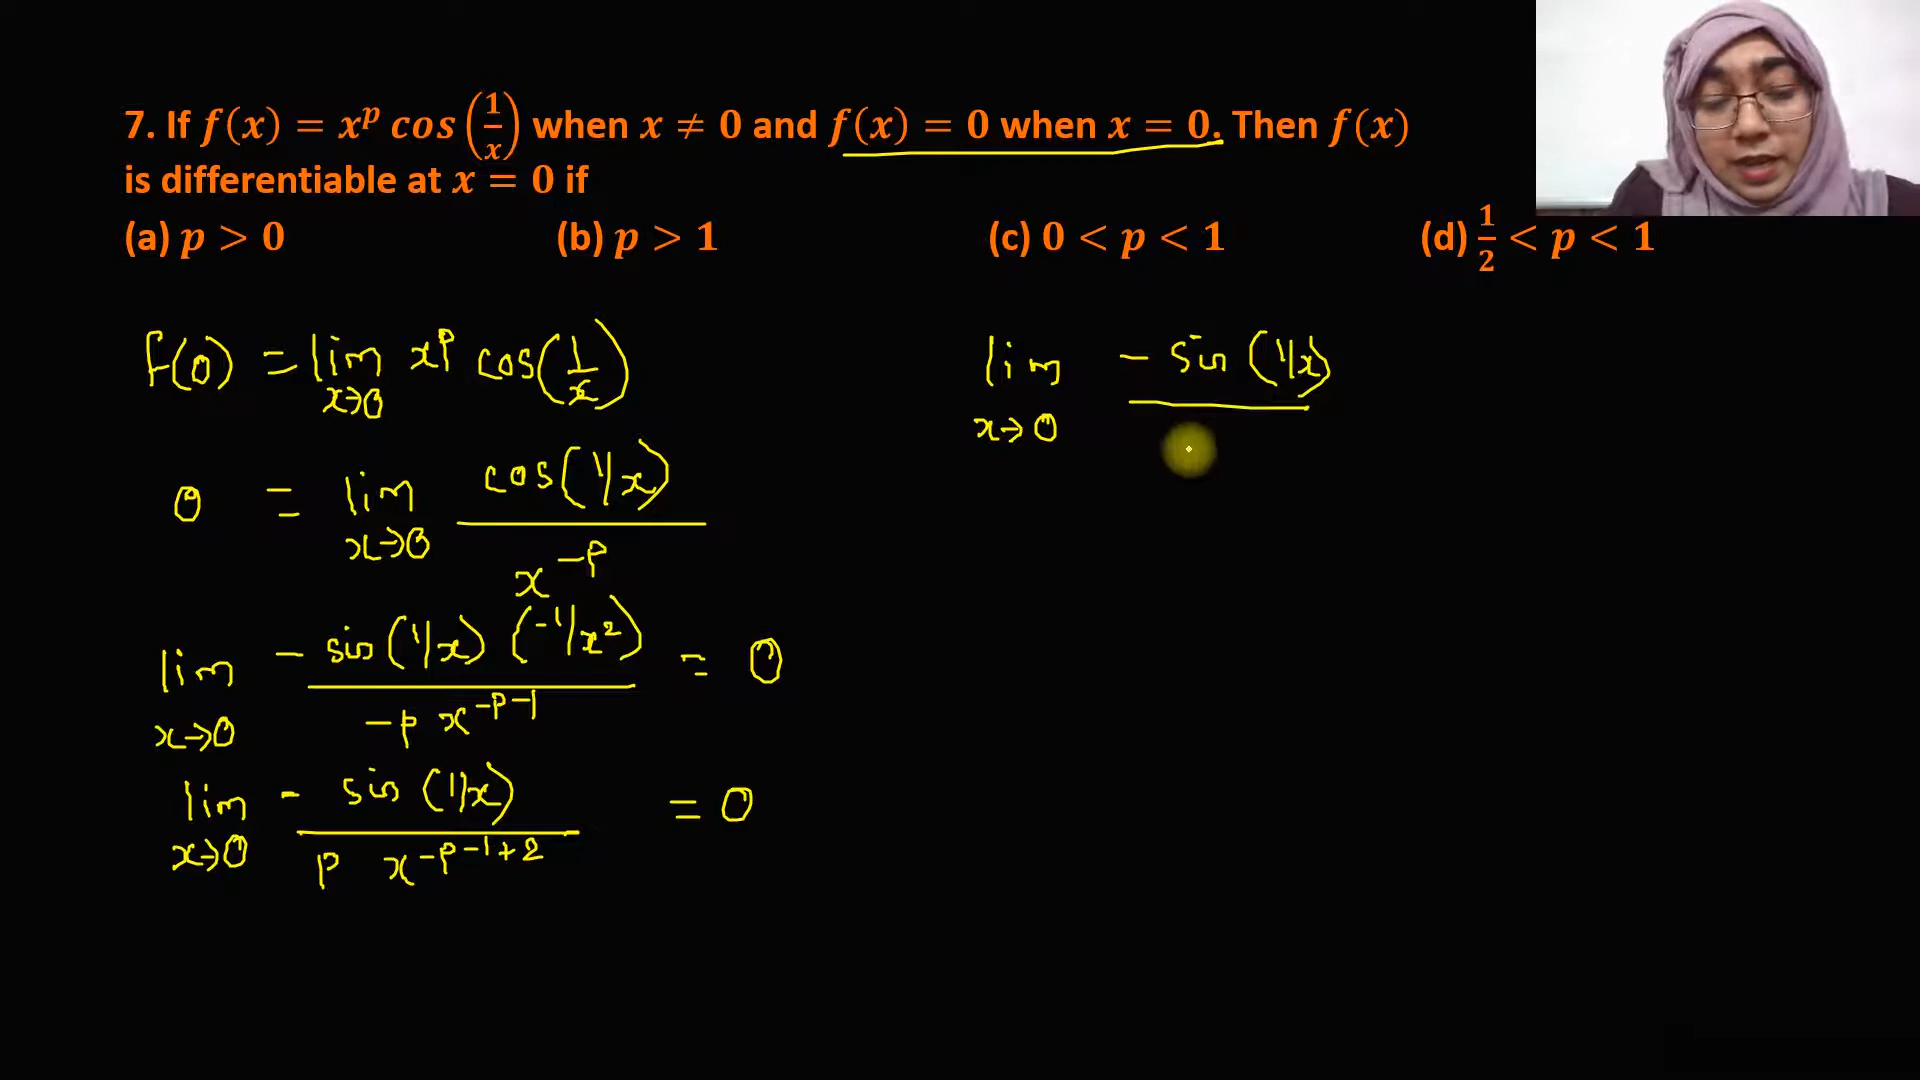 7. If f(x) = x^p cos(1/x) when x ≠ 0 and f(x) = 0 when x = 0. Then f(x)
is differentiable at x = 0 if
(a) p > 0 (b) p > 1 (c) 0 < p < 1 (d) 1/2 < p < 1
f(0) = lim x→0 x^p cos(1/x)
0 = lim x→0 cos(1/x) / x^-p
lim x→0 - sin(1/x) (-1/x^2) / -p x^-p-1 = 0
lim x→0 - sin(1/x) / p x^-p-1+2 = 0
lim x→0 - sin(1/x)